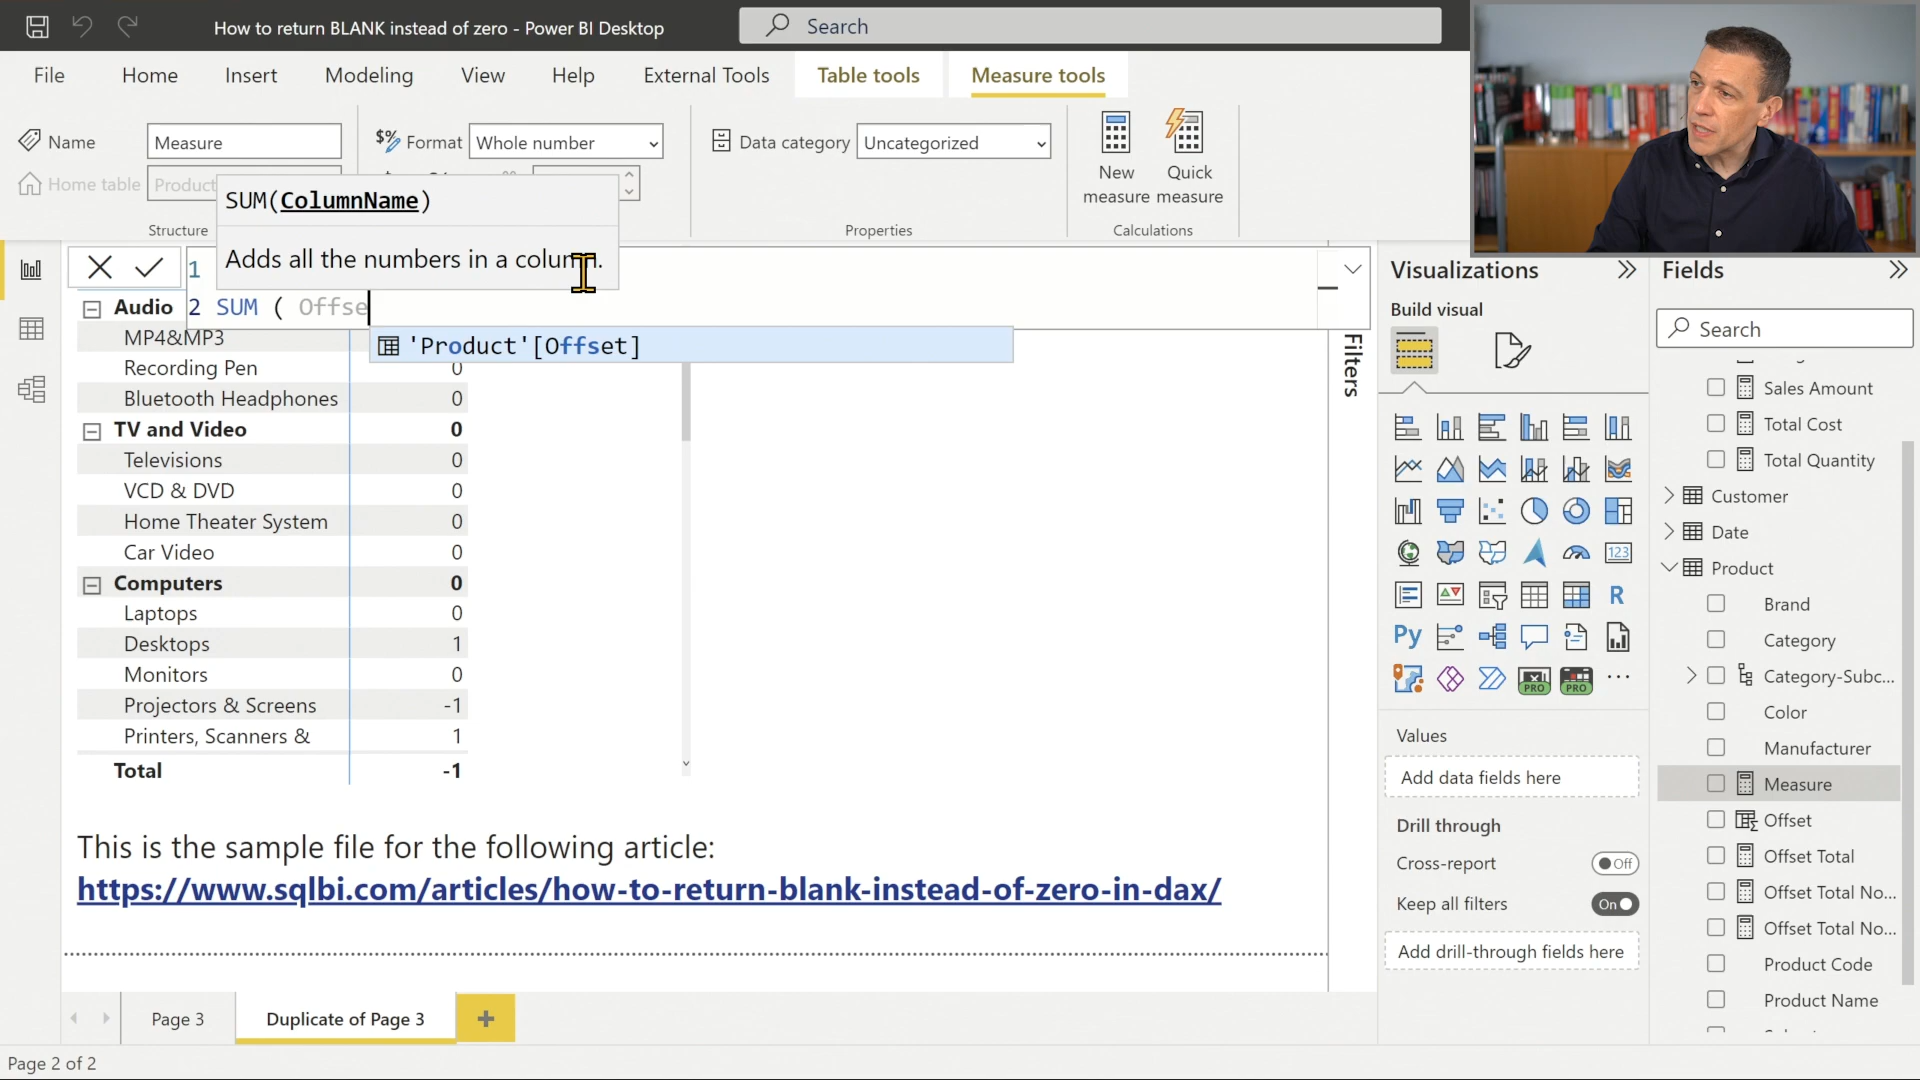 How to return BLANK instead of zero - Power BI Desktop
Search
File
Home
Insert
Modeling
View
Help
External Tools
Table tools
Measure tools
Name
Measure
$% Format
Whole number
Data category
Uncategorized
New
measure
Quick
measure
Home table
Product
Structure
Properties
Calculations
SUM(ColumnName)
Adds all the numbers in a column.
1
2 SUM ( Offse
'Product'[Offset]
Audio
MP4&MP3
Recording Pen 0
Bluetooth Headphones 0
TV and Video 0
Televisions 0
VCD & DVD 0
Home Theater System 0
Car Video 0
Computers 0
Laptops 0
Desktops 1
Monitors 0
Projectors & Screens -1
Printers, Scanners & 1
Total -1
This is the sample file for the following article:
https://www.sqlbi.com/articles/how-to-return-blank-instead-of-zero-in-dax/
Page 3
Duplicate of Page 3
+
Page 2 of 2
Filters
Visualizations
Build visual
123
R
Py
PRO
PRO
...
Values
Add data fields here
Drill through
Cross-report
Off
Keep all filters
On
Add drill-through fields here
Fields
Search
Sales Amount
Total Cost
Total Quantity
Customer
Date
Product
Brand
Category
Category-Subc...
Color
Manufacturer
Measure
Offset
Offset Total
Offset Total No...
Offset Total No...
Product Code
Product Name